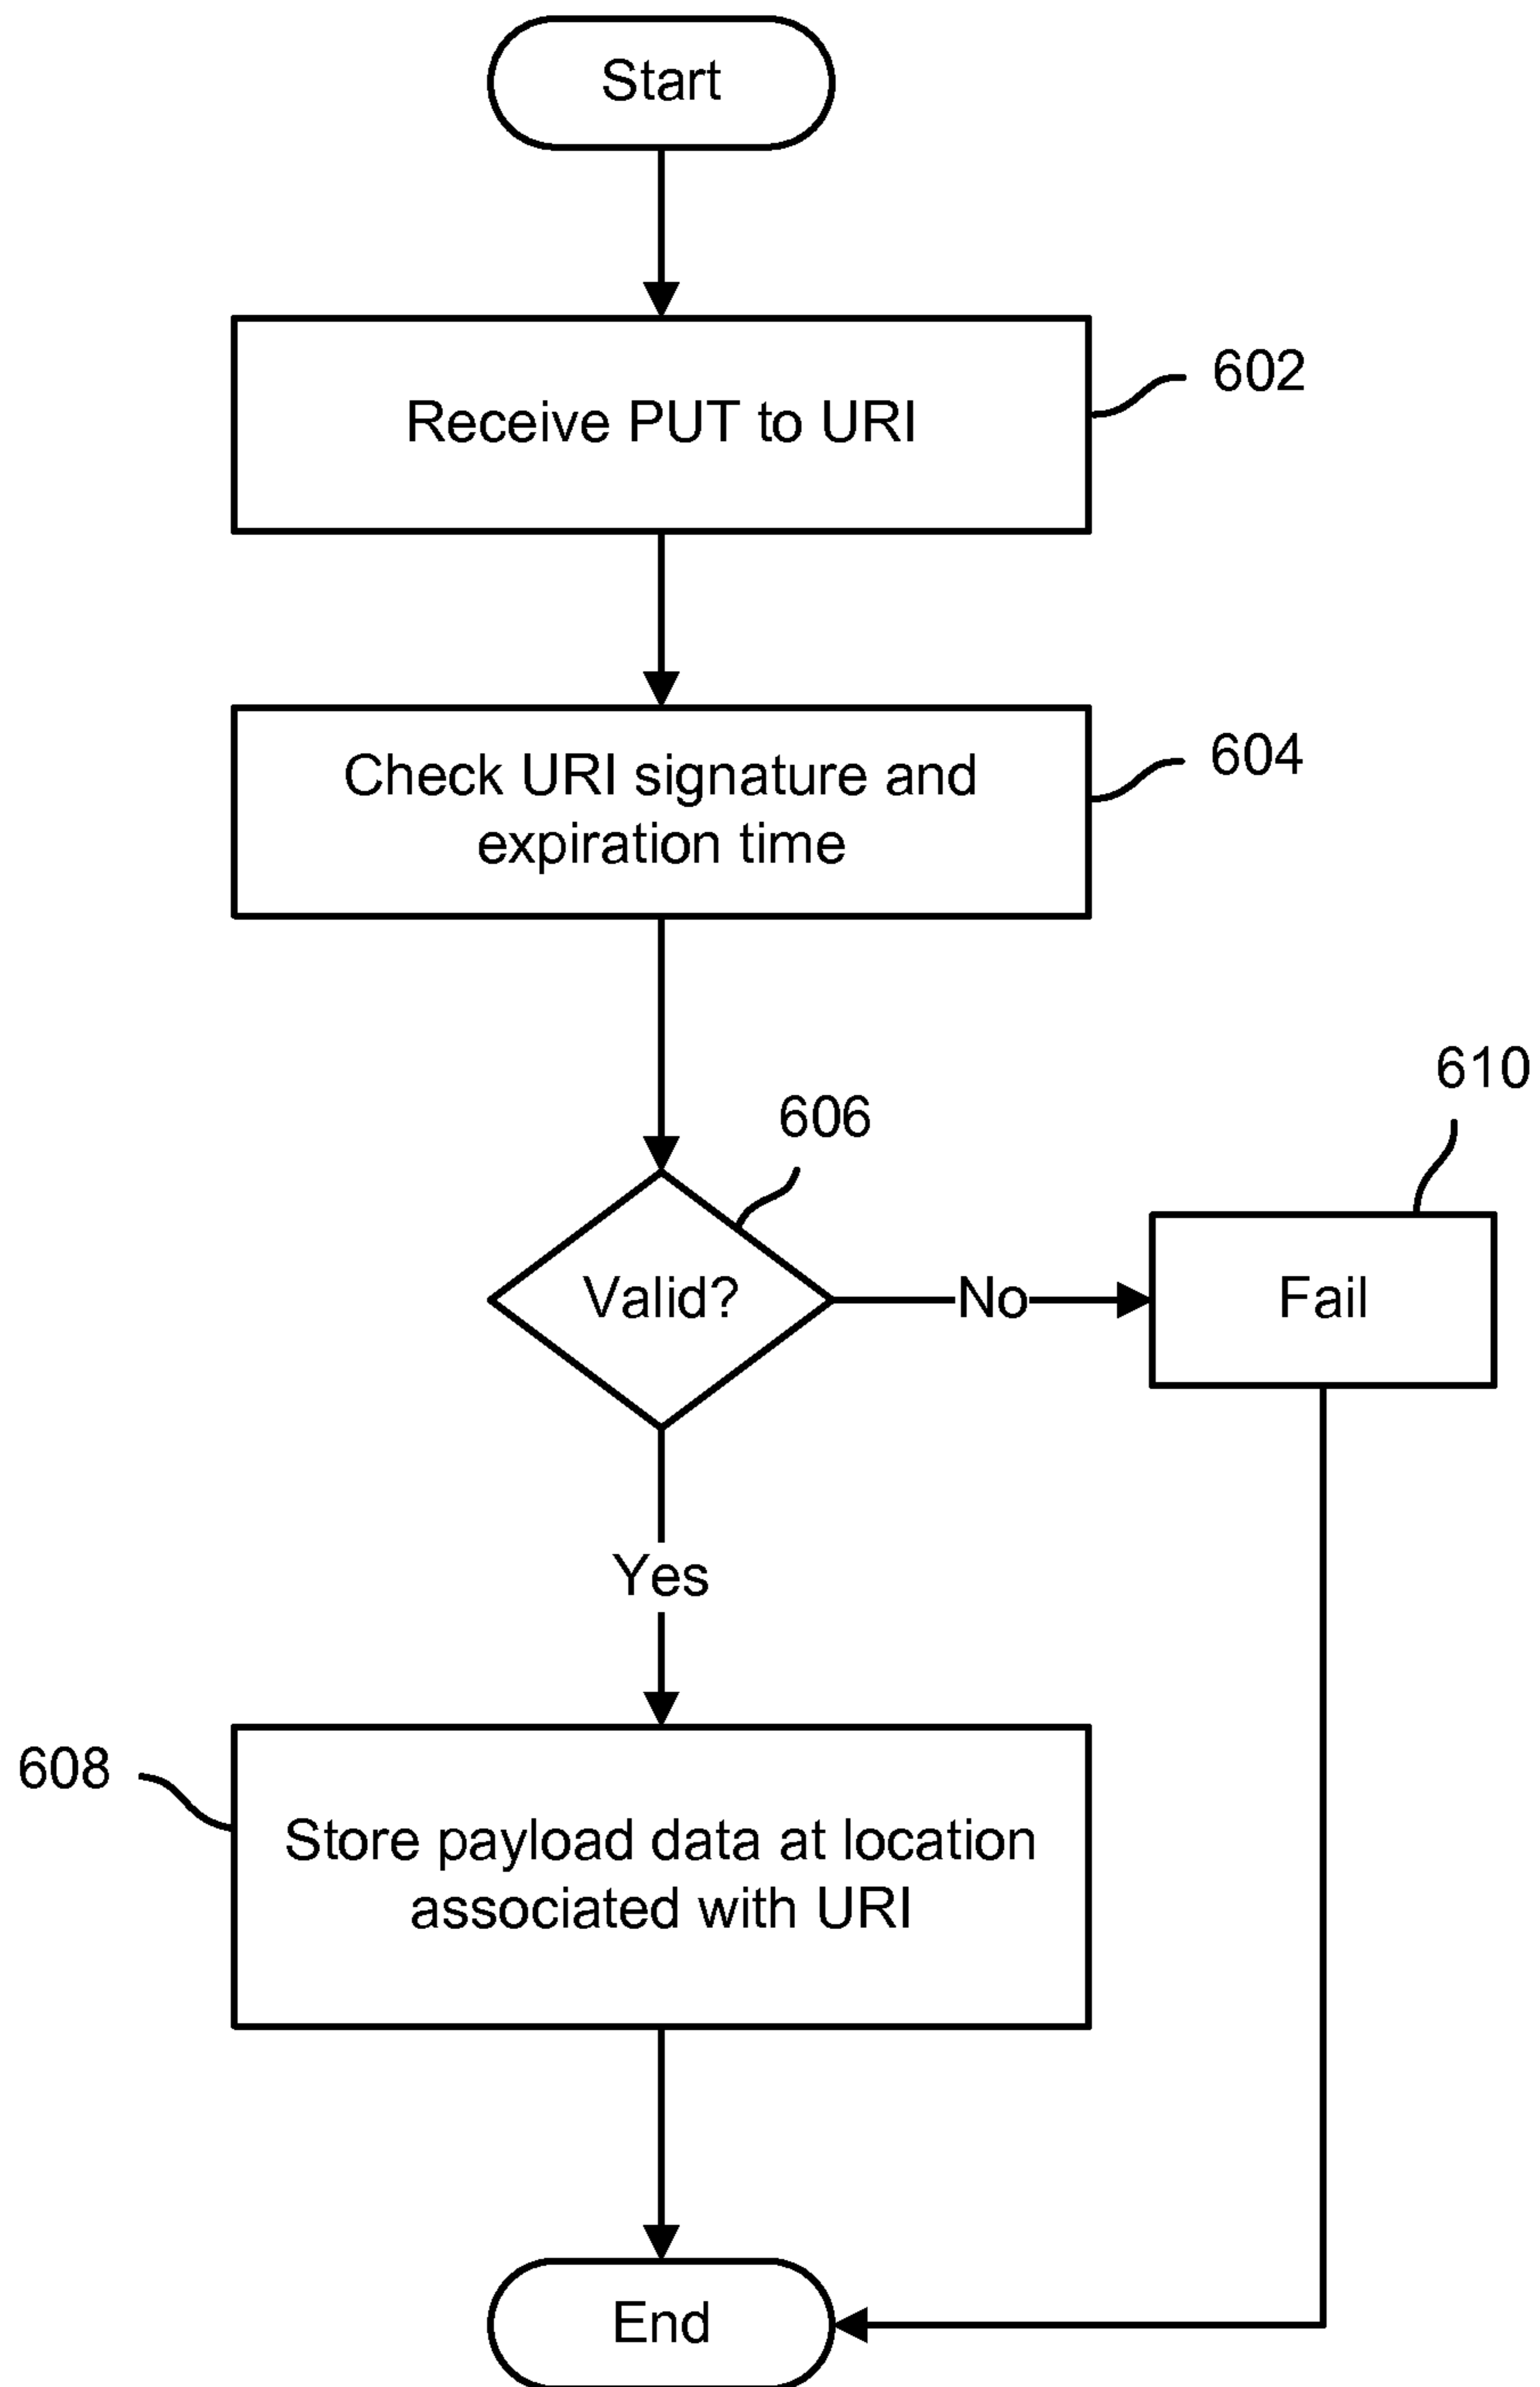 Start
Receive PUT to URI
602
Check URI signature and
expiration time
604
606
610
Valid?
No
Fail
Yes
608
Store payload data at location
associated with URI
End